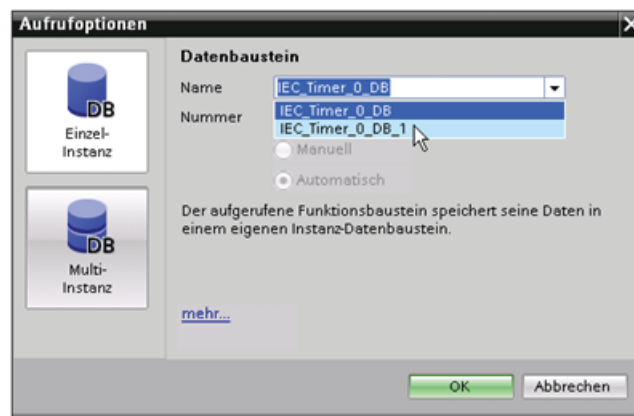 Aufrufoptionen
DB
Einzel-
Instanz
DB
Multi-
Instanz
Datenbaustein
Name
IEC_Timer_0_DB
IEC_Timer_0_DB
IEC_Timer_0_DB_1
Nummer
Manuell
Automatisch
Der aufgerufene Funktionsbaustein speichert seine Daten in
einem eigenen Instanz-Datenbaustein.
mehr...
OK
Abbrechen